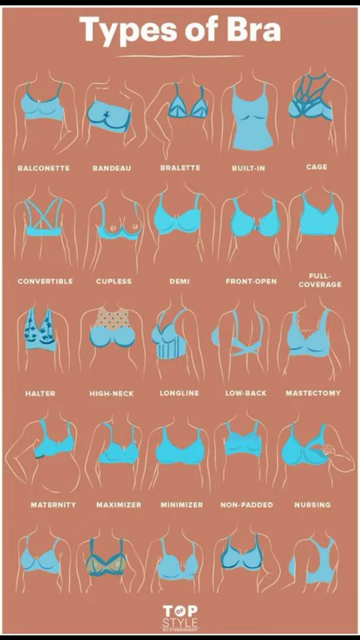 Types of Bra
BALCONETTE BANDEAU BRALETTE BUILT-IN CAGE
CONVERTIBLE CUPLESS DEMI FRONT-OPEN FULL-COVERAGE
HALTER HIGH-NECK LONGLINE LOW-BACK MASTECTOMY
MATERNITY MAXIMIZER MINIMIZER NON-PADDED NURSING
TOP
OF
STYLE